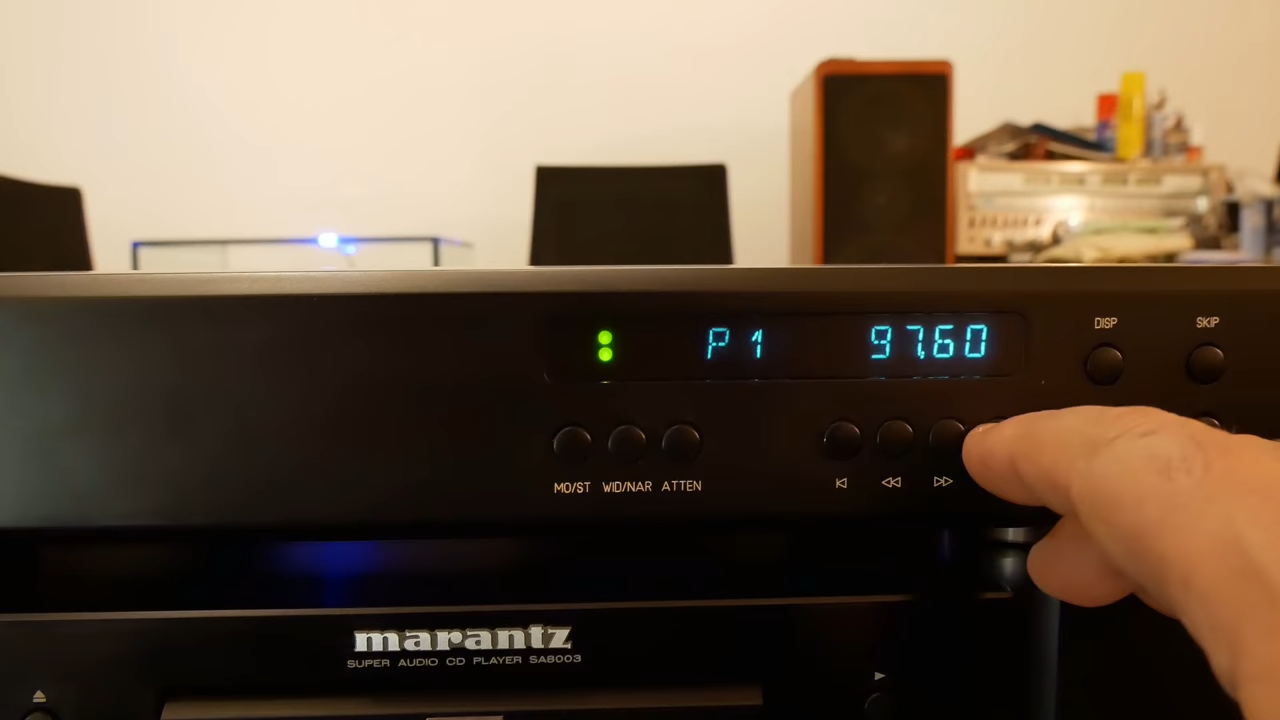 P 1 97.60
DISP SKIP
MO/ST WID/NAR ATTEN
marantz
SUPER AUDIO CD PLAYER SA8003